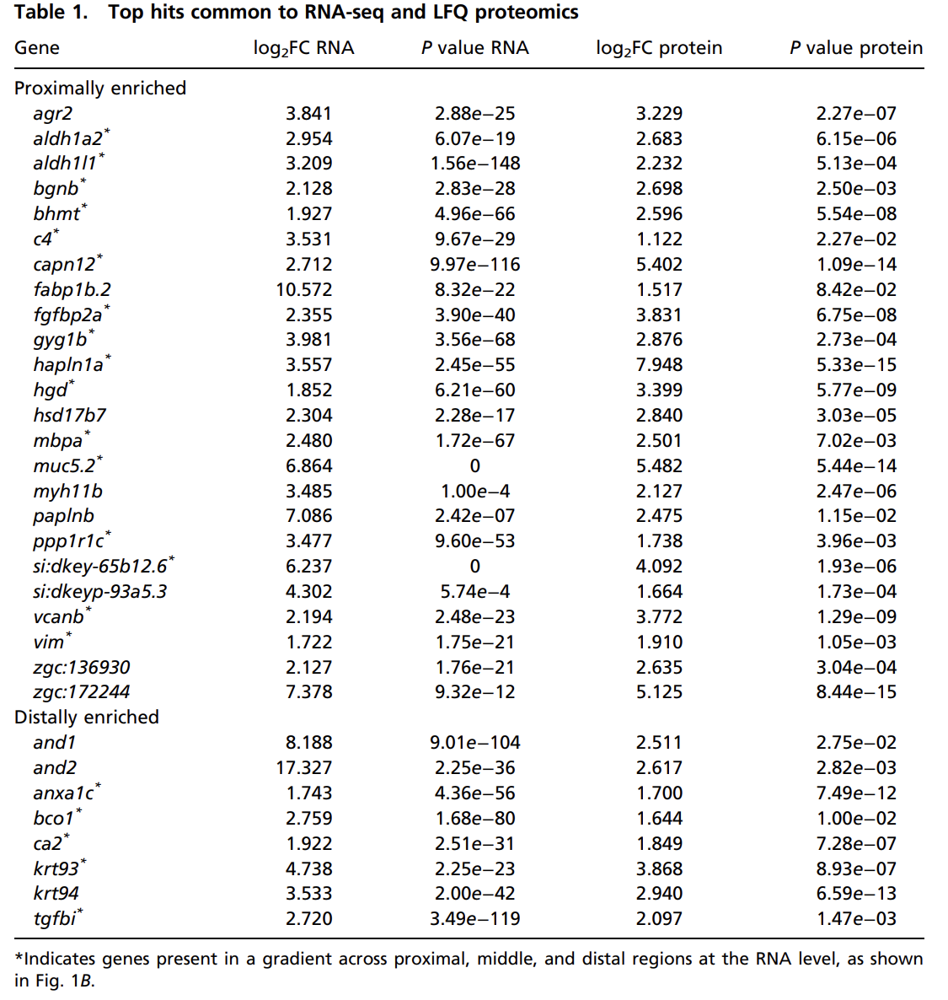 Table 1. Top hits common to RNA-seq and LFQ proteomics
Gene log₂FC RNA P value RNA log₂FC protein P value protein
Proximally enriched
agr2 3.841 2.88e−25 3.229 2.27e−07
aldh1a2* 2.954 6.07e−19 2.683 6.15e−06
aldh1l1* 3.209 1.56e−148 2.232 5.13e−04
bgnb* 2.128 2.83e−28 2.698 2.50e−03
bhmt* 1.927 4.96e−66 2.596 5.54e−08
c4* 3.531 9.67e−29 1.122 2.27e−02
capn12* 2.712 9.97e−116 5.402 1.09e−14
fabp1b.2 10.572 8.32e−22 1.517 8.42e−02
fgfbp2a* 2.355 3.90e−40 3.831 6.75e−08
gyg1b* 3.981 3.56e−68 2.876 2.73e−04
hapln1a* 3.557 2.45e−55 7.948 5.33e−15
hgd* 1.852 6.21e−60 3.399 5.77e−09
hsd17b7 2.304 2.28e−17 2.840 3.03e−05
mbpa* 2.480 1.72e−67 2.501 7.02e−03
muc5.2* 6.864 0 5.482 5.44e−14
myh11b 3.485 1.00e−4 2.127 2.47e−06
paplnb 7.086 2.42e−07 2.475 1.15e−02
ppp1r1c* 3.477 9.60e−53 1.738 3.96e−03
si:dkey-65b12.6* 6.237 0 4.092 1.93e−06
si:dkeyp-93a5.3 4.302 5.74e−4 1.664 1.73e−04
vcanb* 2.194 2.48e−23 3.772 1.29e−09
vim* 1.722 1.75e−21 1.910 1.05e−03
zgc:136930 2.127 1.76e−21 2.635 3.04e−04
zgc:172244 7.378 9.32e−12 5.125 8.44e−15
Distally enriched
and1 8.188 9.01e−104 2.511 2.75e−02
and2 17.327 2.25e−36 2.617 2.82e−03
anxa1c* 1.743 4.36e−56 1.700 7.49e−12
bco1* 2.759 1.68e−80 1.644 1.00e−02
ca2* 1.922 2.51e−31 1.849 7.28e−07
krt93* 4.738 2.25e−23 3.868 8.93e−07
krt94 3.533 2.00e−42 2.940 6.59e−13
tgfbi* 2.720 3.49e−119 2.097 1.47e−03
*Indicates genes present in a gradient across proximal, middle, and distal regions at the RNA level, as shown
in Fig. 1B.